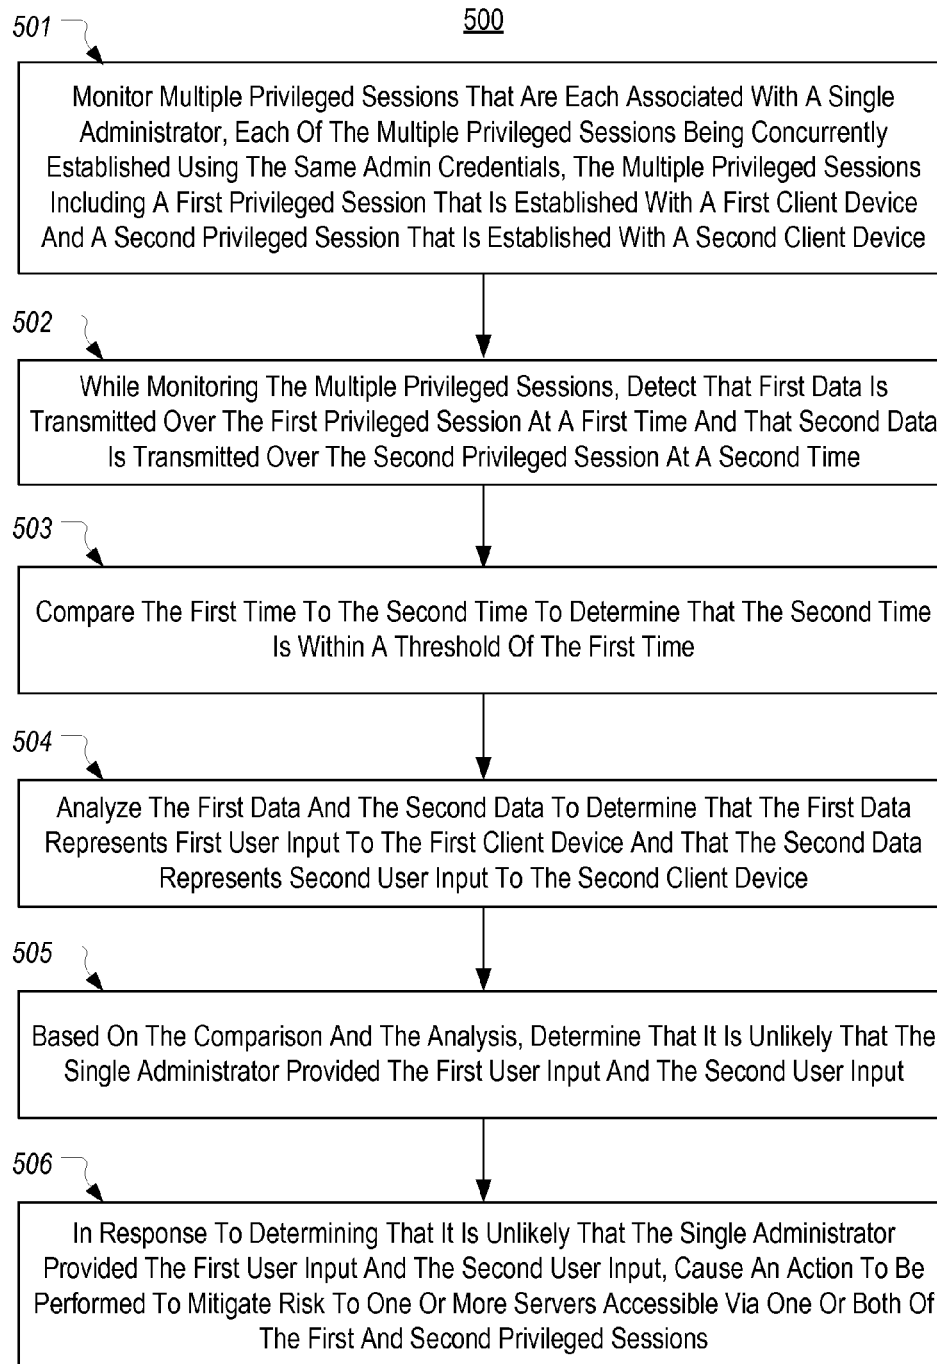 500
501
Monitor Multiple Privileged Sessions That Are Each Associated With A Single
Administrator, Each Of The Multiple Privileged Sessions Being Concurrently
Established Using The Same Admin Credentials, The Multiple Privileged Sessions
Including A First Privileged Session That Is Established With A First Client Device
And A Second Privileged Session That Is Established With A Second Client Device
502
While Monitoring The Multiple Privileged Sessions, Detect That First Data Is
Transmitted Over The First Privileged Session At A First Time And That Second Data
Is Transmitted Over The Second Privileged Session At A Second Time
503
Compare The First Time To The Second Time To Determine That The Second Time
Is Within A Threshold Of The First Time
504
Analyze The First Data And The Second Data To Determine That The First Data
Represents First User Input To The First Client Device And That The Second Data
Represents Second User Input To The Second Client Device
505
Based On The Comparison And The Analysis, Determine That It Is Unlikely That The
Single Administrator Provided The First User Input And The Second User Input
506
In Response To Determining That It Is Unlikely That The Single Administrator
Provided The First User Input And The Second User Input, Cause An Action To Be
Performed To Mitigate Risk To One Or More Servers Accessible Via One Or Both Of
The First And Second Privileged Sessions